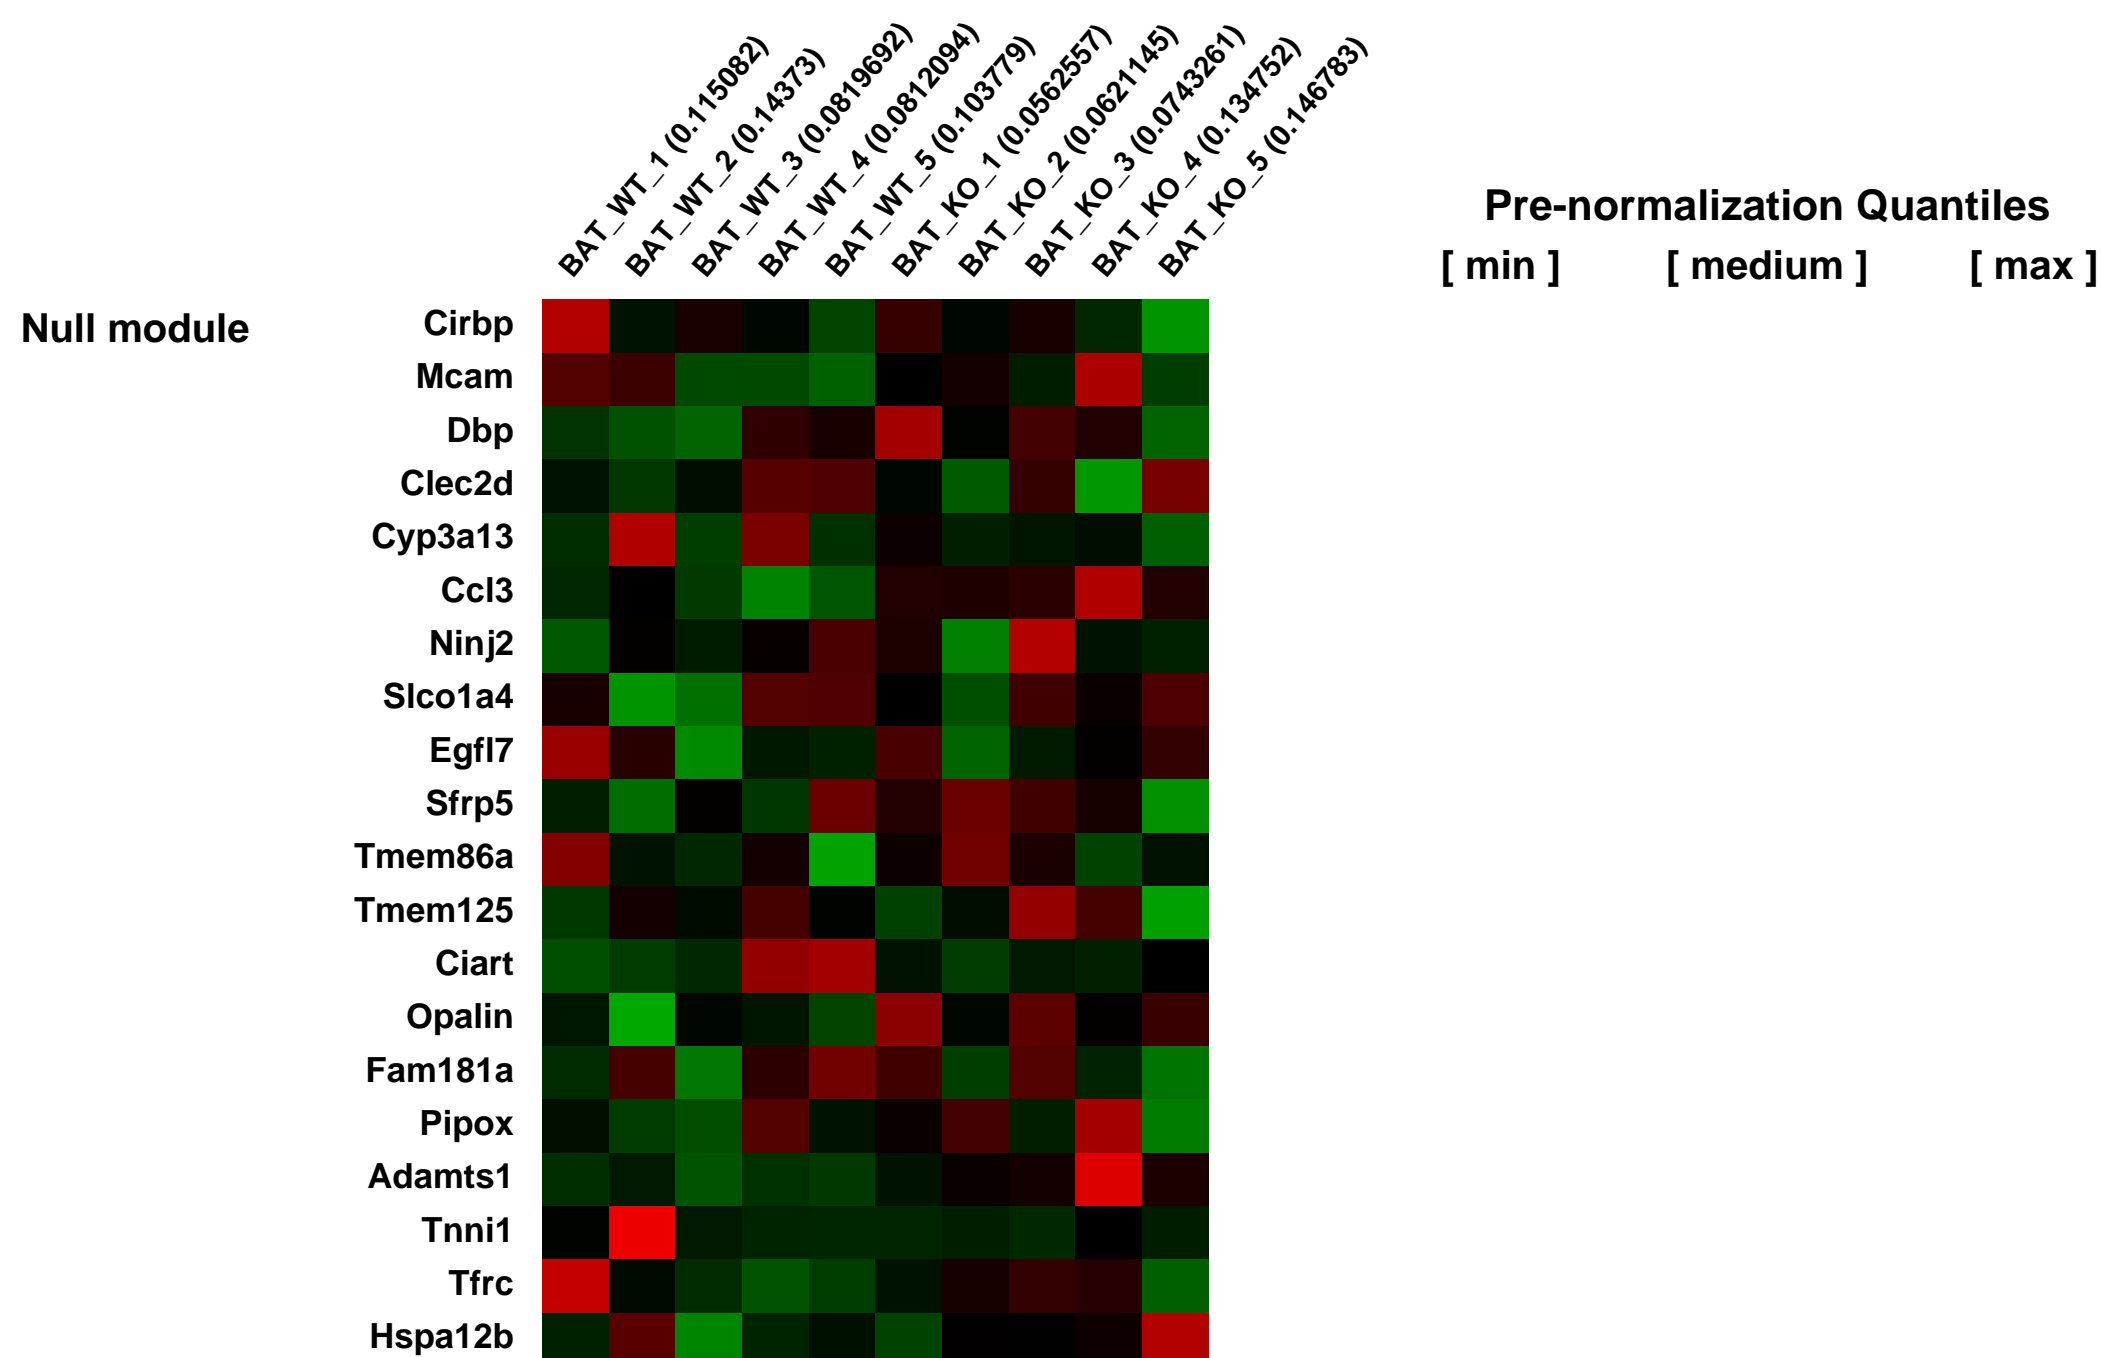 BAT_WT_1 (0.115082)
BAT_WT_2 (0.14373)
BAT_WT_3 (0.0819692)
BAT_WT_4 (0.0812094)
BAT_WT_5 (0.103779)
BAT_KO_1 (0.0562557)
BAT_KO_2 (0.0621145)
BAT_KO_3 (0.0743261)
BAT_KO_4 (0.134752)
BAT_KO_5 (0.146783)
Pre-normalization Quantiles
[ min ] [ medium ] [ max ]
Null module
Cirbp
Mcam
Dbp
Clec2d
Cyp3a13
Ccl3
Ninj2
Slco1a4
Egfl7
Sfrp5
Tmem86a
Tmem125
Ciart
Opalin
Fam181a
Pipox
Adamts1
Tnni1
Tfrc
Hspa12b